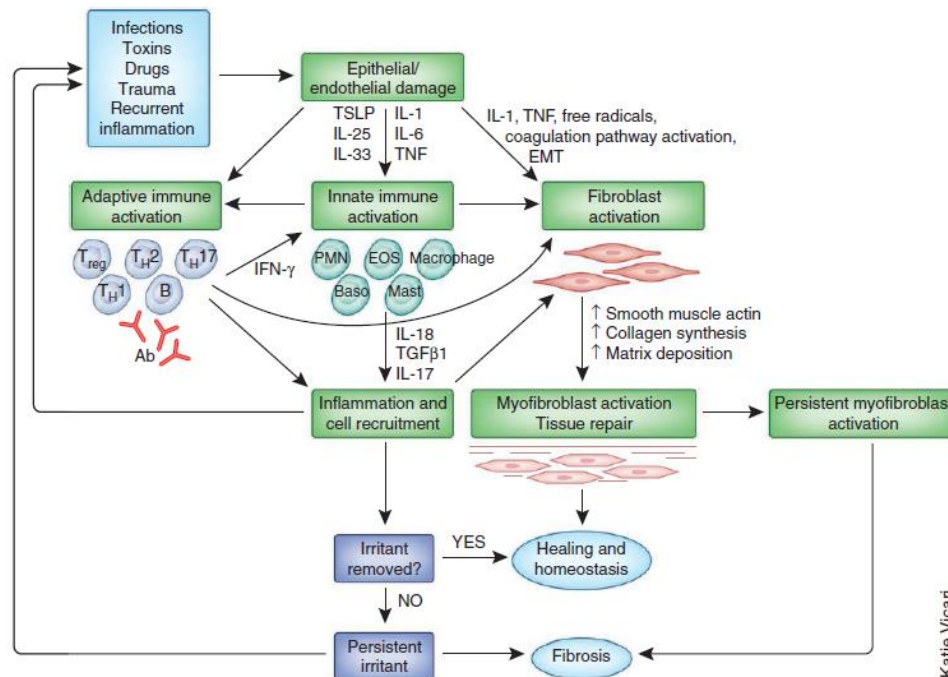 Infections
Toxins
Drugs
Trauma
Recurrent
inflammation
Epithelial/
endothelial damage
TSLP
IL-25
IL-33
IL-1
IL-6
TNF
IL-1, TNF, free radicals,
coagulation pathway activation,
EMT
Adaptive immune
activation
Innate immune
activation
Fibroblast
activation
Treg
TH2
TH17
TH1
B
Ab
IFN-γ
PMN
EOS
Macrophage
Baso
Mast
IL-18
TGFβ1
IL-17
↑ Smooth muscle actin
↑ Collagen synthesis
↑ Matrix deposition
Inflammation and
cell recruitment
Myofibroblast activation
Tissue repair
Persistent myofibroblast
activation
Irritant
removed?
YES
Healing and
homeostasis
NO
Persistent
irritant
Fibrosis
Katie Vicari